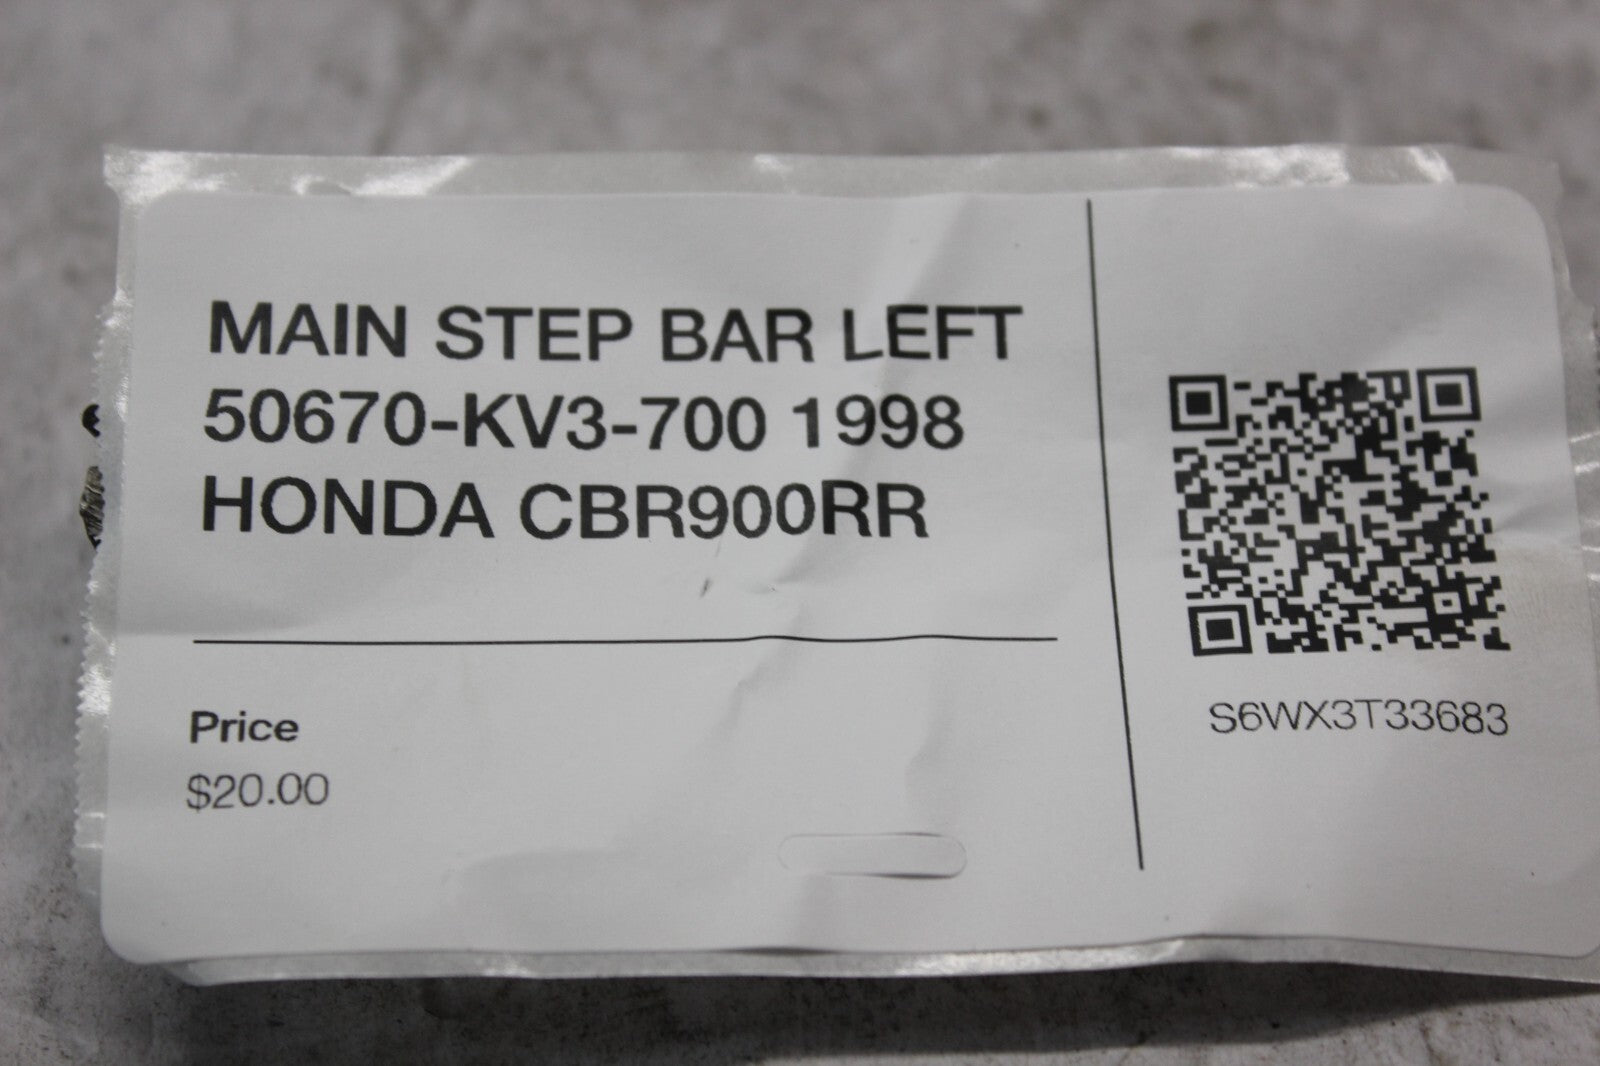 MAIN STEP BAR LEFT
50670-KV3-700 1998
HONDA CBR900RR
Price
$20.00
S6WX3T33683